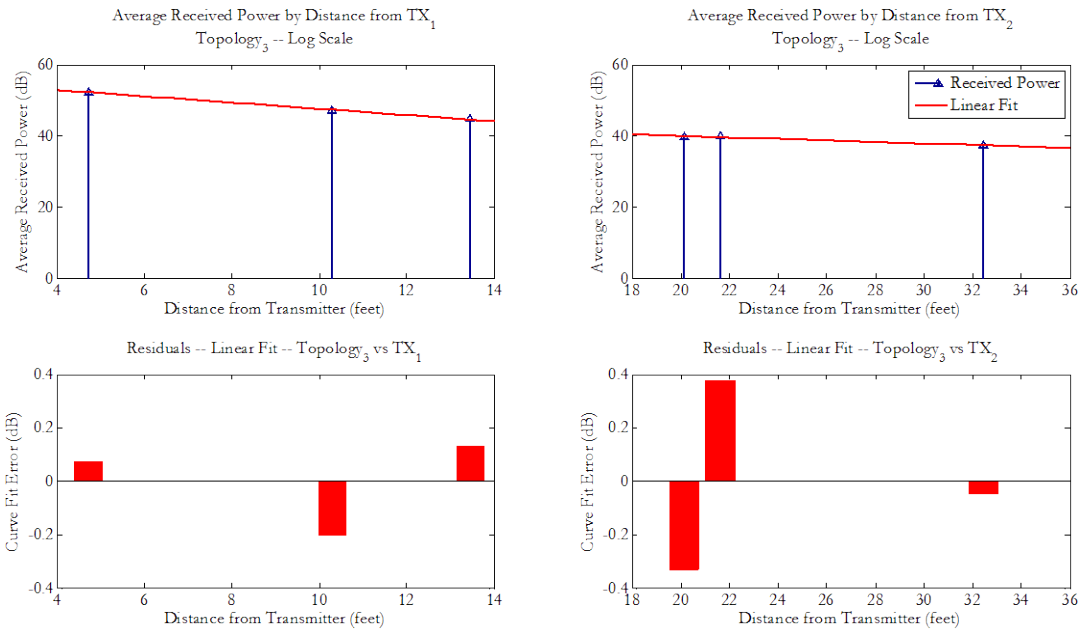 Average Received Power by Distance from TX1
Topology3 -- Log Scale
60
40
20
0
Average Received Power (dB)
4 6 8 10 12 14
Distance from Transmitter (feet)
Average Received Power by Distance from TX2
Topology3 -- Log Scale
Received Power
Linear Fit
60
40
20
0
Average Received Power (dB)
18 20 22 24 26 28 30 32 34 36
Distance from Transmitter (feet)
Residuals -- Linear Fit -- Topology3 vs TX1
0.4
0.2
0
-0.2
-0.4
Curve Fit Error (dB)
4 6 8 10 12 14
Distance from Transmitter (feet)
Residuals -- Linear Fit -- Topology3 vs TX2
0.4
0.2
0
-0.2
-0.4
Curve Fit Error (dB)
18 20 22 24 26 28 30 32 34 36
Distance from Transmitter (feet)